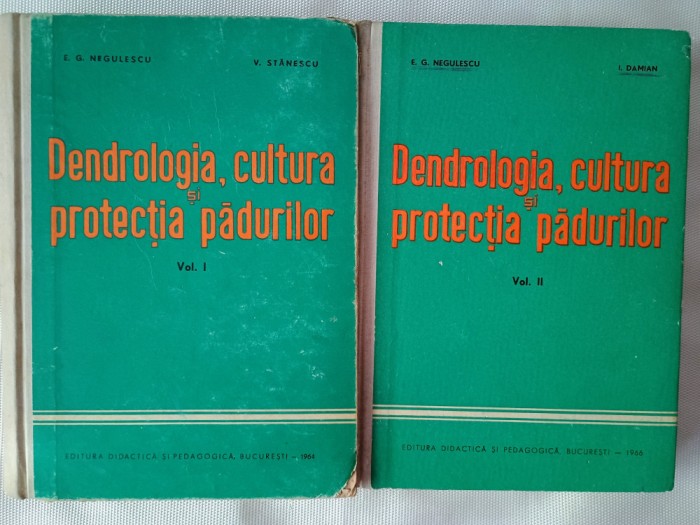 E. G. NEGULESCU V. STĂNESCU
Dendrologia, cultura
și
protecția pădurilor
Vol. I
EDITURA DIDACTICĂ ȘI PEDAGOGICĂ, BUCUREȘTI — 1964
E. G. NEGULESCU I. DAMIAN
Dendrologia, cultura
și
protecția pădurilor
Vol. II
EDITURA DIDACTICĂ ȘI PEDAGOGICĂ, BUCUREȘTI — 1966